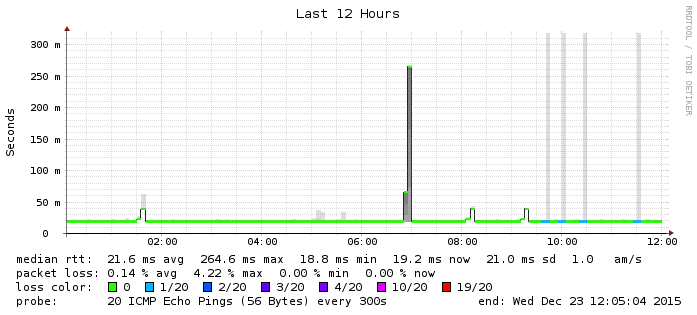 Last 12 Hours
RRDTOOL / TOBI OETIKER
Seconds
300 m
250 m
200 m
150 m
100 m
50 m
0
02:00 04:00 06:00 08:00 10:00 12:00
median rtt: 21.6 ms avg 264.6 ms max 18.8 ms min 19.2 ms now 21.0 ms sd 1.0 am/s
packet loss: 0.14 % avg 4.22 % max 0.00 % min 0.00 % now
loss color: 0 1/20 2/20 3/20 4/20 10/20 19/20
probe: 20 ICMP Echo Pings (56 Bytes) every 300s end: Wed Dec 23 12:05:04 2015